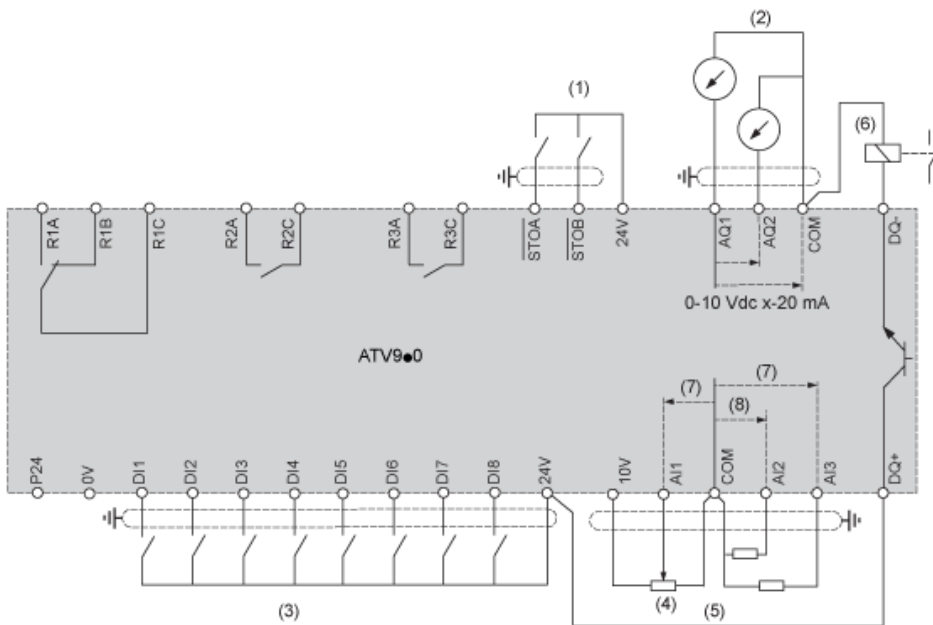 (2)
(1)
(6)
R1A R1B R1C R2A R2C R3A R3C STOA STOB 24V AQ1 AQ2 COM DQ-
0-10 Vdc x-20 mA
ATV9●0
(7) (7)
(8)
P24 0V DI1 DI2 DI3 DI4 DI5 DI6 DI7 DI8 24V 10V AI1 COM AI2 AI3 DQ+
(3) (4) (5)